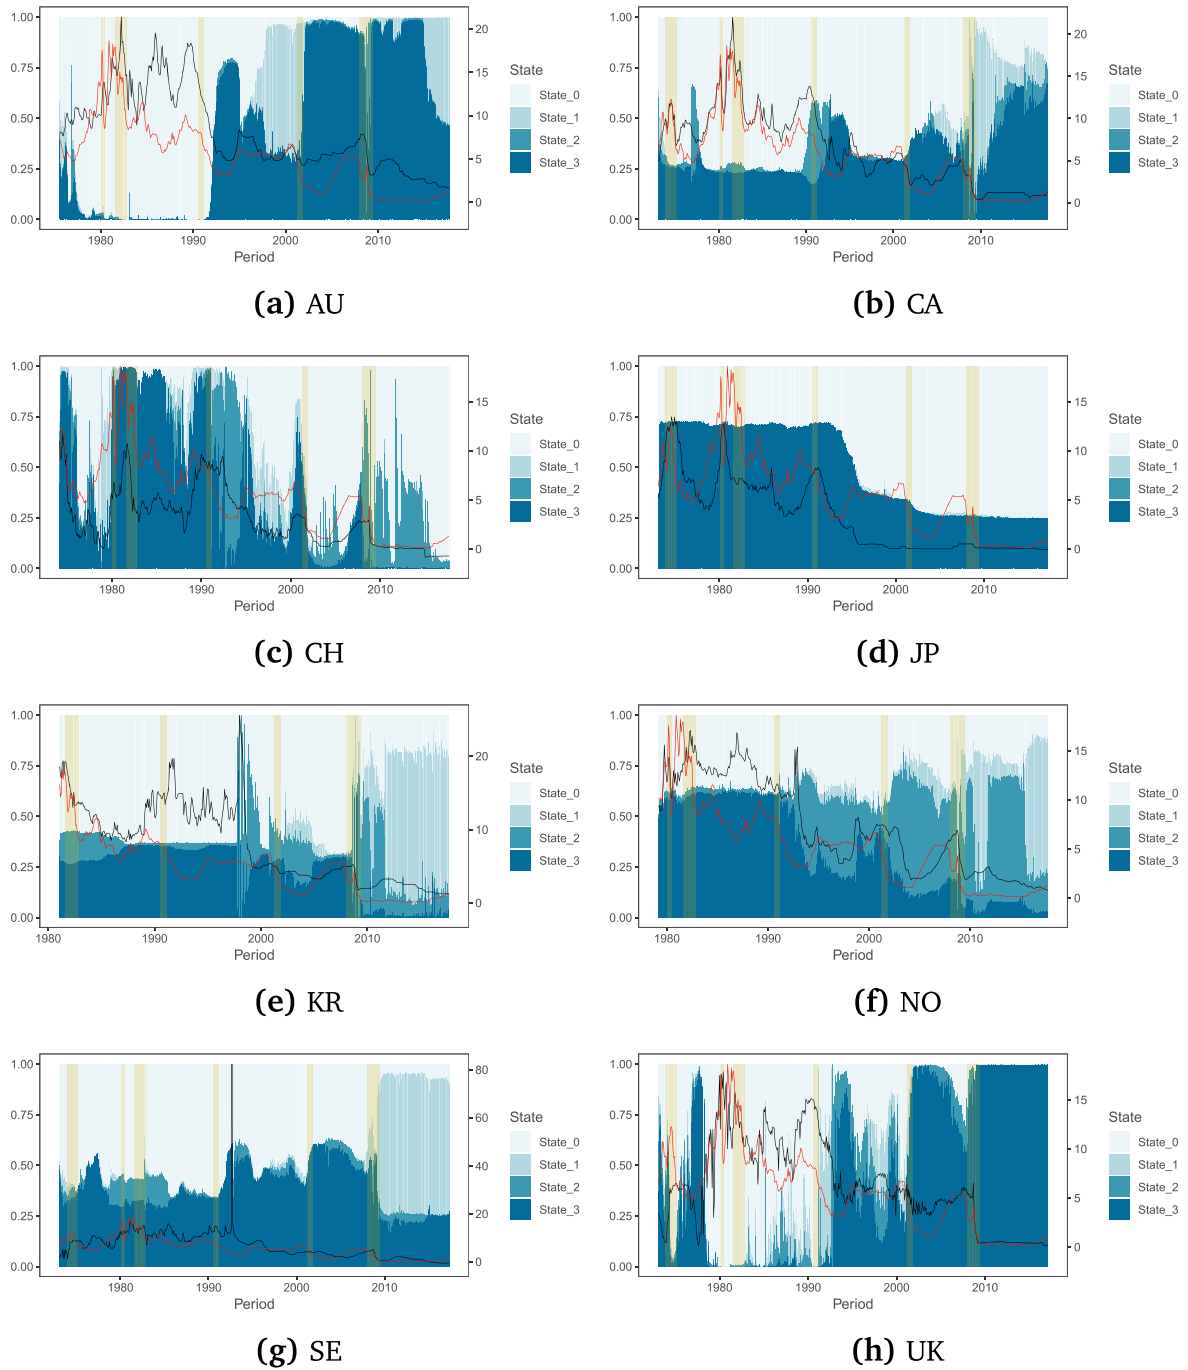 1.00
0.75
0.50
0.25
0.00
20
15
10
5
0
1980
1990
2000
2010
Period
State
State_0
State_1
State_2
State_3
(a) AU
1.00
0.75
0.50
0.25
0.00
20
15
10
5
0
1980
1990
2000
2010
Period
State
State_0
State_1
State_2
State_3
(b) CA
1.00
0.75
0.50
0.25
0.00
15
10
5
0
1980
1990
2000
2010
Period
State
State_0
State_1
State_2
State_3
(c) CH
1.00
0.75
0.50
0.25
0.00
15
10
5
0
1980
1990
2000
2010
Period
State
State_0
State_1
State_2
State_3
(d) JP
1.00
0.75
0.50
0.25
0.00
20
10
0
1980
1990
2000
2010
Period
State
State_0
State_1
State_2
State_3
(e) KR
1.00
0.75
0.50
0.25
0.00
15
10
5
0
1980
1990
2000
2010
Period
State
State_0
State_1
State_2
State_3
(f) NO
1.00
0.75
0.50
0.25
0.00
80
60
40
20
0
1980
1990
2000
2010
Period
State
State_0
State_1
State_2
State_3
(g) SE
1.00
0.75
0.50
0.25
0.00
15
10
5
0
1980
1990
2000
2010
Period
State
State_0
State_1
State_2
State_3
(h) UK